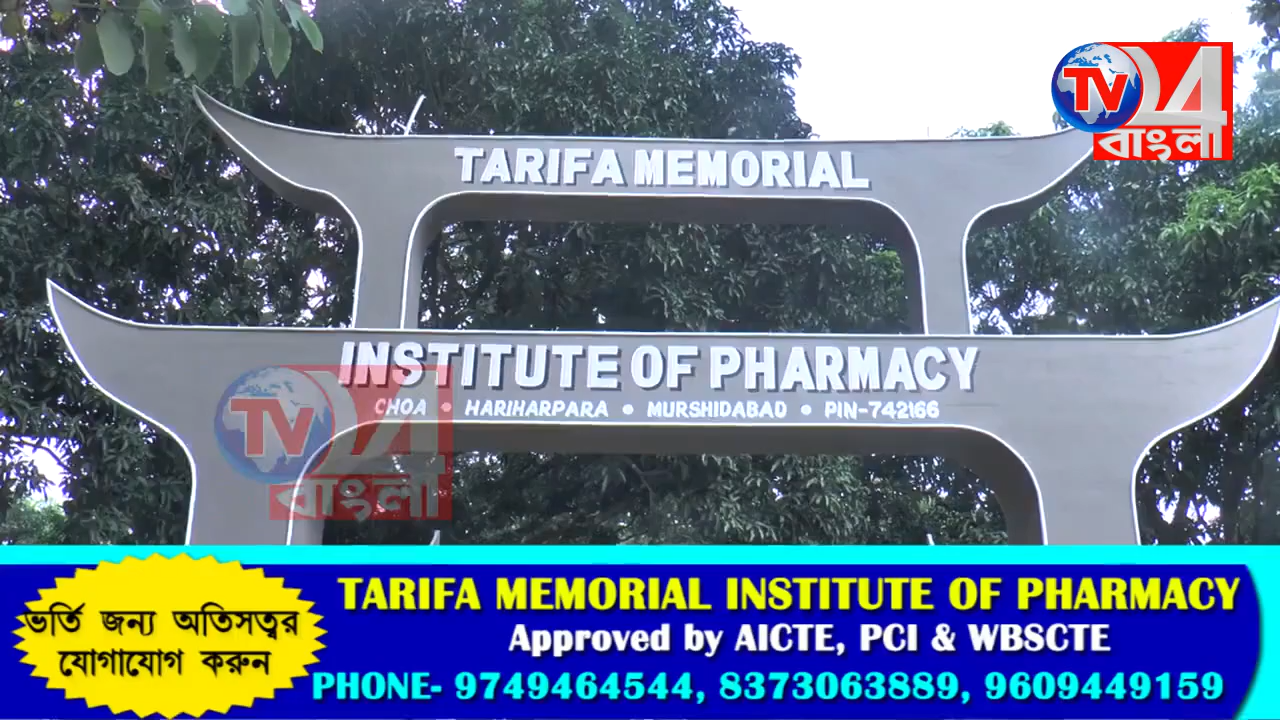 TV 24
বাংলা
TARIFA MEMORIAL
INSTITUTE OF PHARMACY
CHOA • HARIHARPARA • MURSHIDABAD • PIN-742166
TV 24
বাংলা
ভর্তি জন্য অতিসত্বর
যোগাযোগ করুন
TARIFA MEMORIAL INSTITUTE OF PHARMACY
Approved by AICTE, PCI & WBSCTE
PHONE- 9749464544, 8373063889, 9609449159